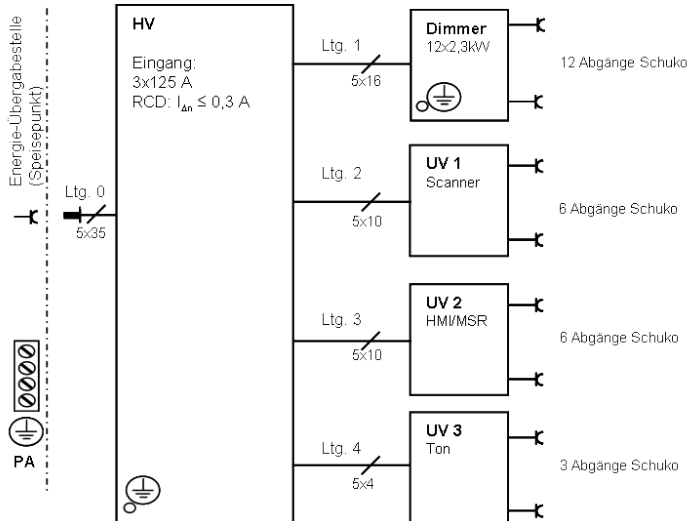 Energie-Übergabestelle
(Speisepunkt)
Ltg. 0
5x35
PA
HV
Eingang:
3x125 A
RCD: IΔn ≤ 0,3 A
Ltg. 1
5x16
Dimmer
12x2,3kW
12 Abgänge Schuko
Ltg. 2
5x10
UV 1
Scanner
6 Abgänge Schuko
Ltg. 3
5x10
UV 2
HMI/MSR
6 Abgänge Schuko
Ltg. 4
5x4
UV 3
Ton
3 Abgänge Schuko